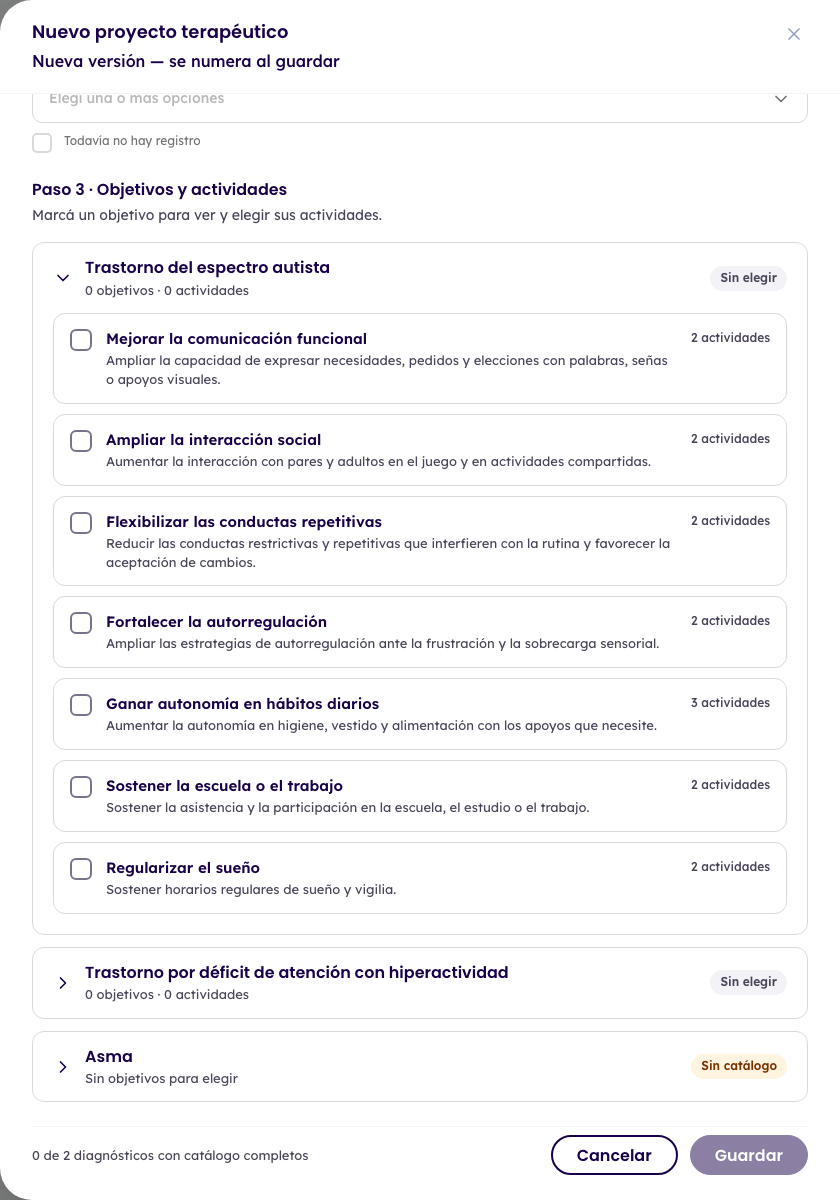 Nuevo proyecto terapéutico
Nueva versión — se numera al guardar
Elegí una o más opciones
Todavía no hay registro
Paso 3 · Objetivos y actividades
Marcá un objetivo para ver y elegir sus actividades.
Trastorno del espectro autista
0 objetivos · 0 actividades
Sin elegir
Mejorar la comunicación funcional
2 actividades
Ampliar la capacidad de expresar necesidades, pedidos y elecciones con palabras, señas
o apoyos visuales.
Ampliar la interacción social
2 actividades
Aumentar la interacción con pares y adultos en el juego y en actividades compartidas.
Flexibilizar las conductas repetitivas
2 actividades
Reducir las conductas restrictivas y repetitivas que interfieren con la rutina y favorecer la
aceptación de cambios.
Fortalecer la autorregulación
2 actividades
Ampliar las estrategias de autorregulación ante la frustración y la sobrecarga sensorial.
Ganar autonomía en hábitos diarios
3 actividades
Aumentar la autonomía en higiene, vestido y alimentación con los apoyos que necesite.
Sostener la escuela o el trabajo
2 actividades
Sostener la asistencia y la participación en la escuela, el estudio o el trabajo.
Regularizar el sueño
2 actividades
Sostener horarios regulares de sueño y vigilia.
Trastorno por déficit de atención con hiperactividad
0 objetivos · 0 actividades
Sin elegir
Asma
Sin objetivos para elegir
Sin catálogo
0 de 2 diagnósticos con catálogo completos
Cancelar
Guardar